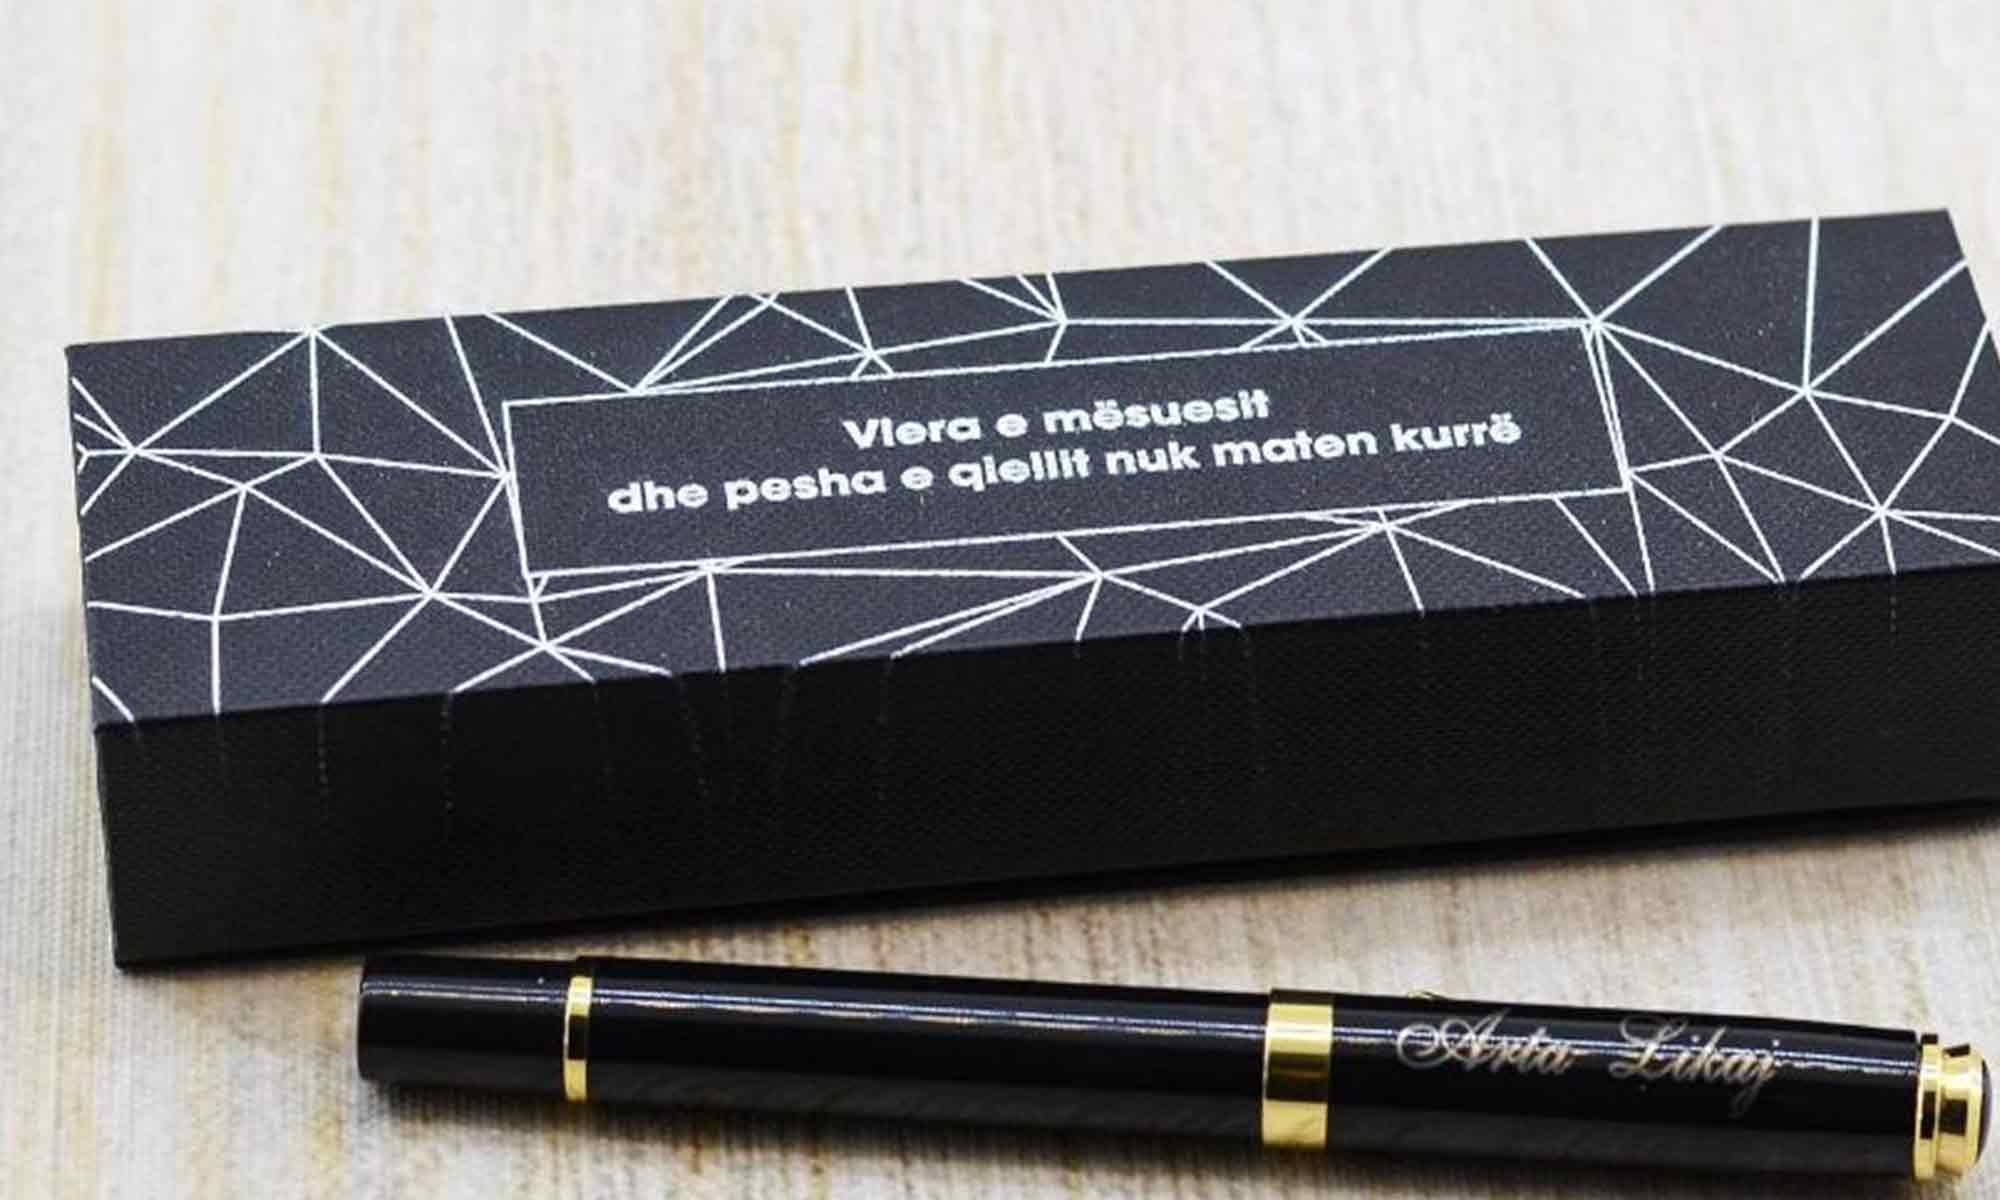 Vlera e mësuesit
dhe pesha e qiellit nuk maten kurrë
Arta Likaj